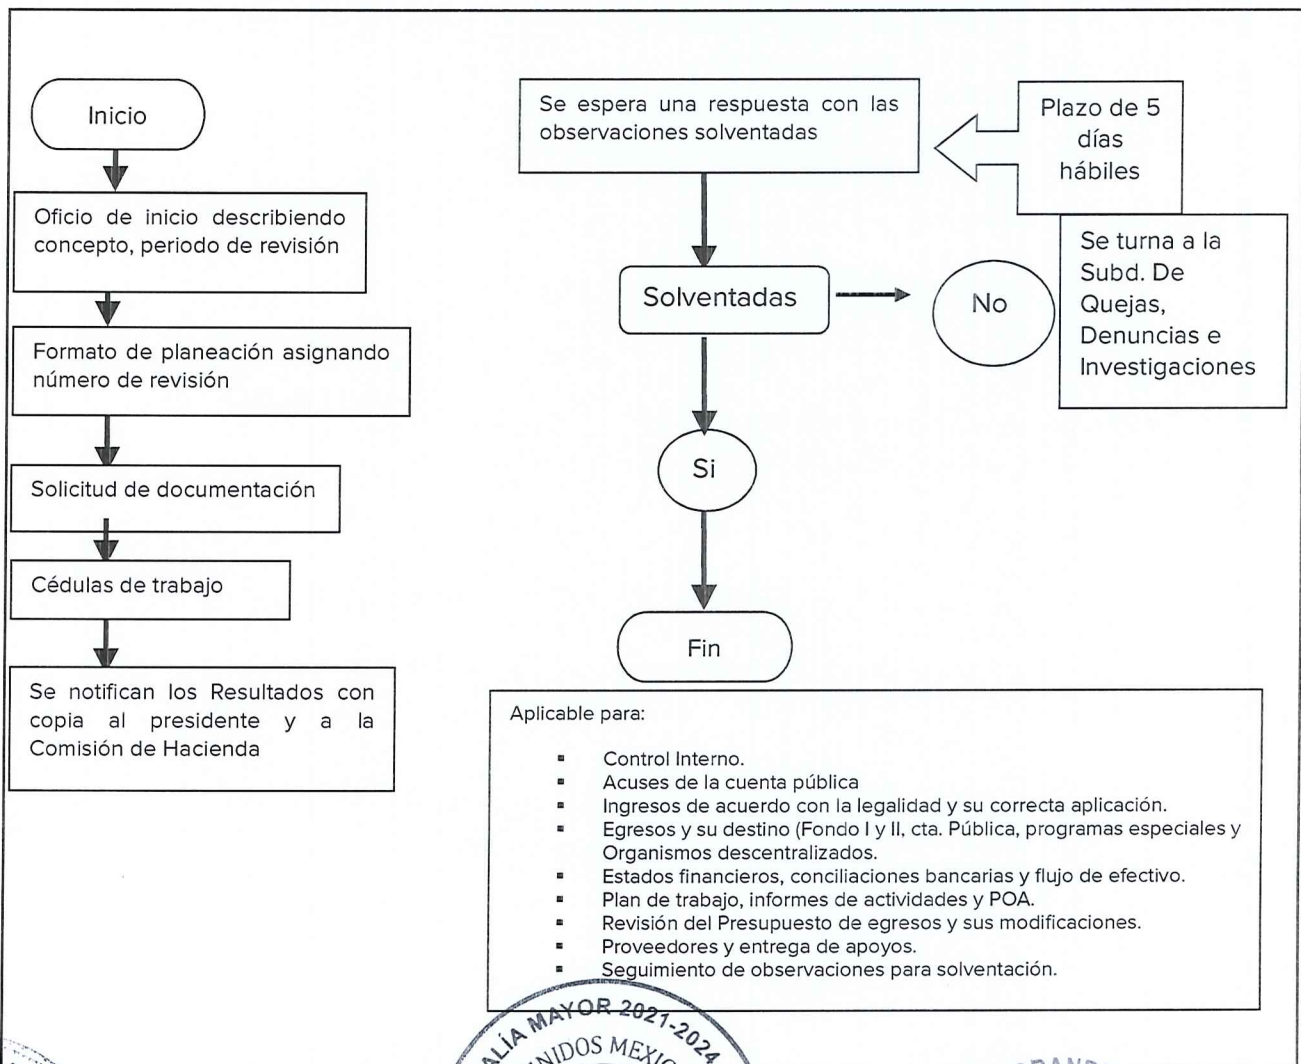 Inicio
Oficio de inicio describiendo
concepto, periodo de revisión
Formato de planeación asignando
número de revisión
Solicitud de documentación
Cédulas de trabajo
Se notifican los Resultados con
copia al presidente y a la
Comisión de Hacienda
Se espera una respuesta con las
observaciones solventadas
Plazo de 5
días
hábiles
Solventadas
No
Se turna a la
Subd. De
Quejas,
Denuncias e
Investigaciones
Si
Fin
Aplicable para:
▪ Control Interno.
▪ Acuses de la cuenta pública
▪ Ingresos de acuerdo con la legalidad y su correcta aplicación.
▪ Egresos y su destino (Fondo I y II, cta. Pública, programas especiales y
Organismos descentralizados.
▪ Estados financieros, conciliaciones bancarias y flujo de efectivo.
▪ Plan de trabajo, informes de actividades y POA.
▪ Revisión del Presupuesto de egresos y sus modificaciones.
▪ Proveedores y entrega de apoyos.
▪ Seguimiento de observaciones para solventación.
ALÍA MAYOR 2021-2024
NIDOS MEXIC